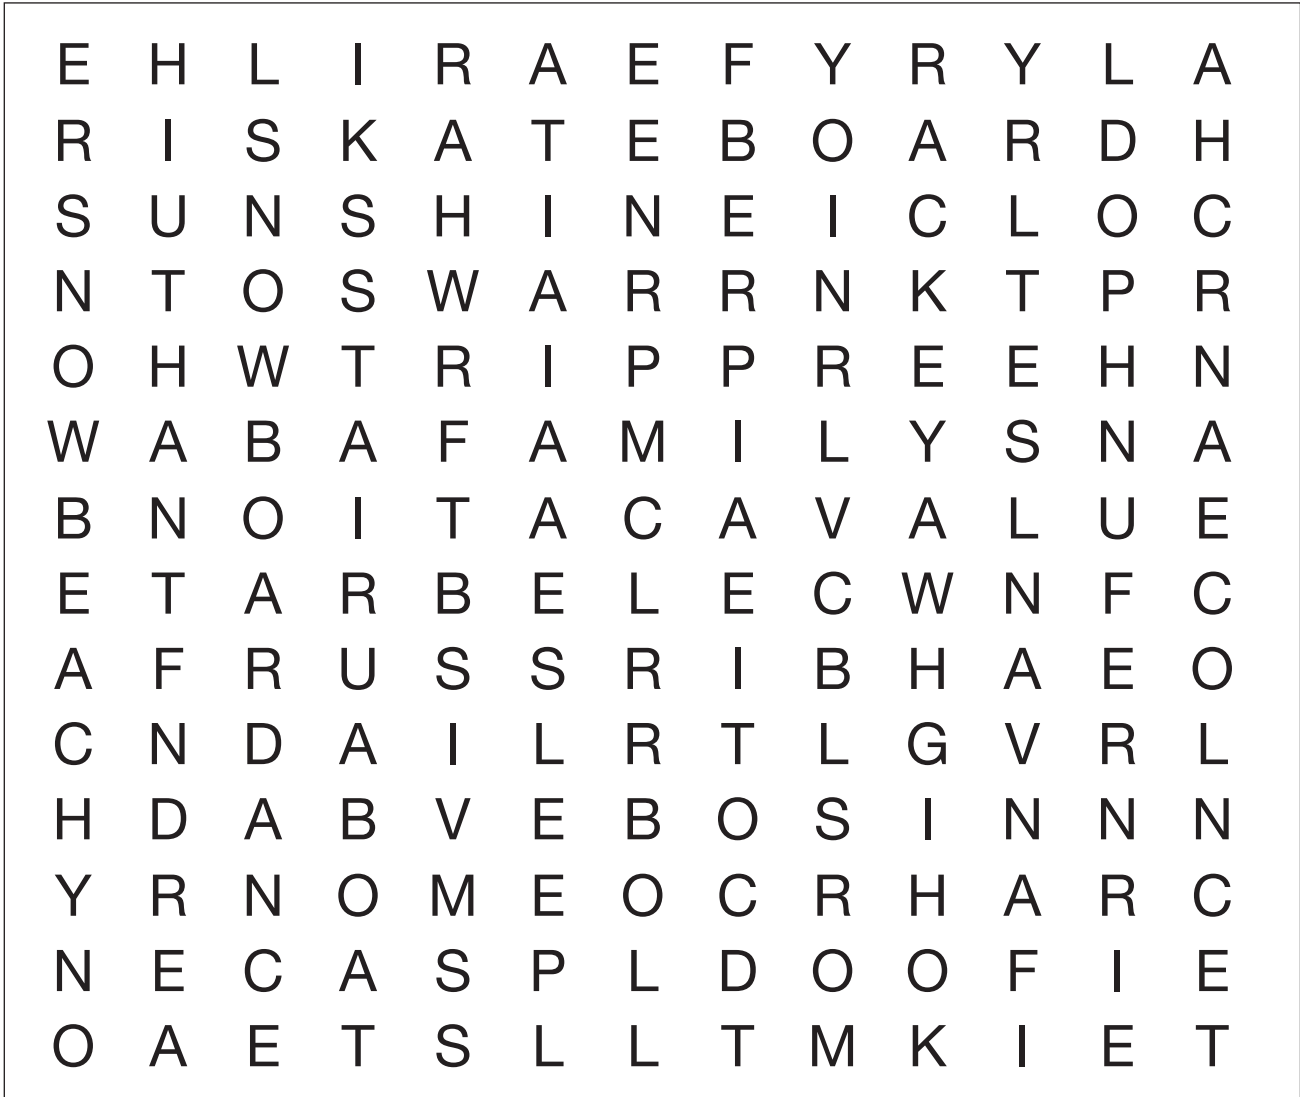 E H L I R A E F Y R Y L A
R I S K A T E B O A R D H
S U N S H I N E I C L O C
N T O S W A R R N K T P R
O H W T R I P P R E E H N
W A B A F A M I L Y S N A
B N O I T A C A V A L U E
E T A R B E L E C W N F C
A F R U S S R I B H A E O
C N D A I L R T L G V R L
H D A B V E B O S I N N N
Y R N O M E O C R H A R C
N E C A S P L D O O F I E
O A E T S L L T M K I E T